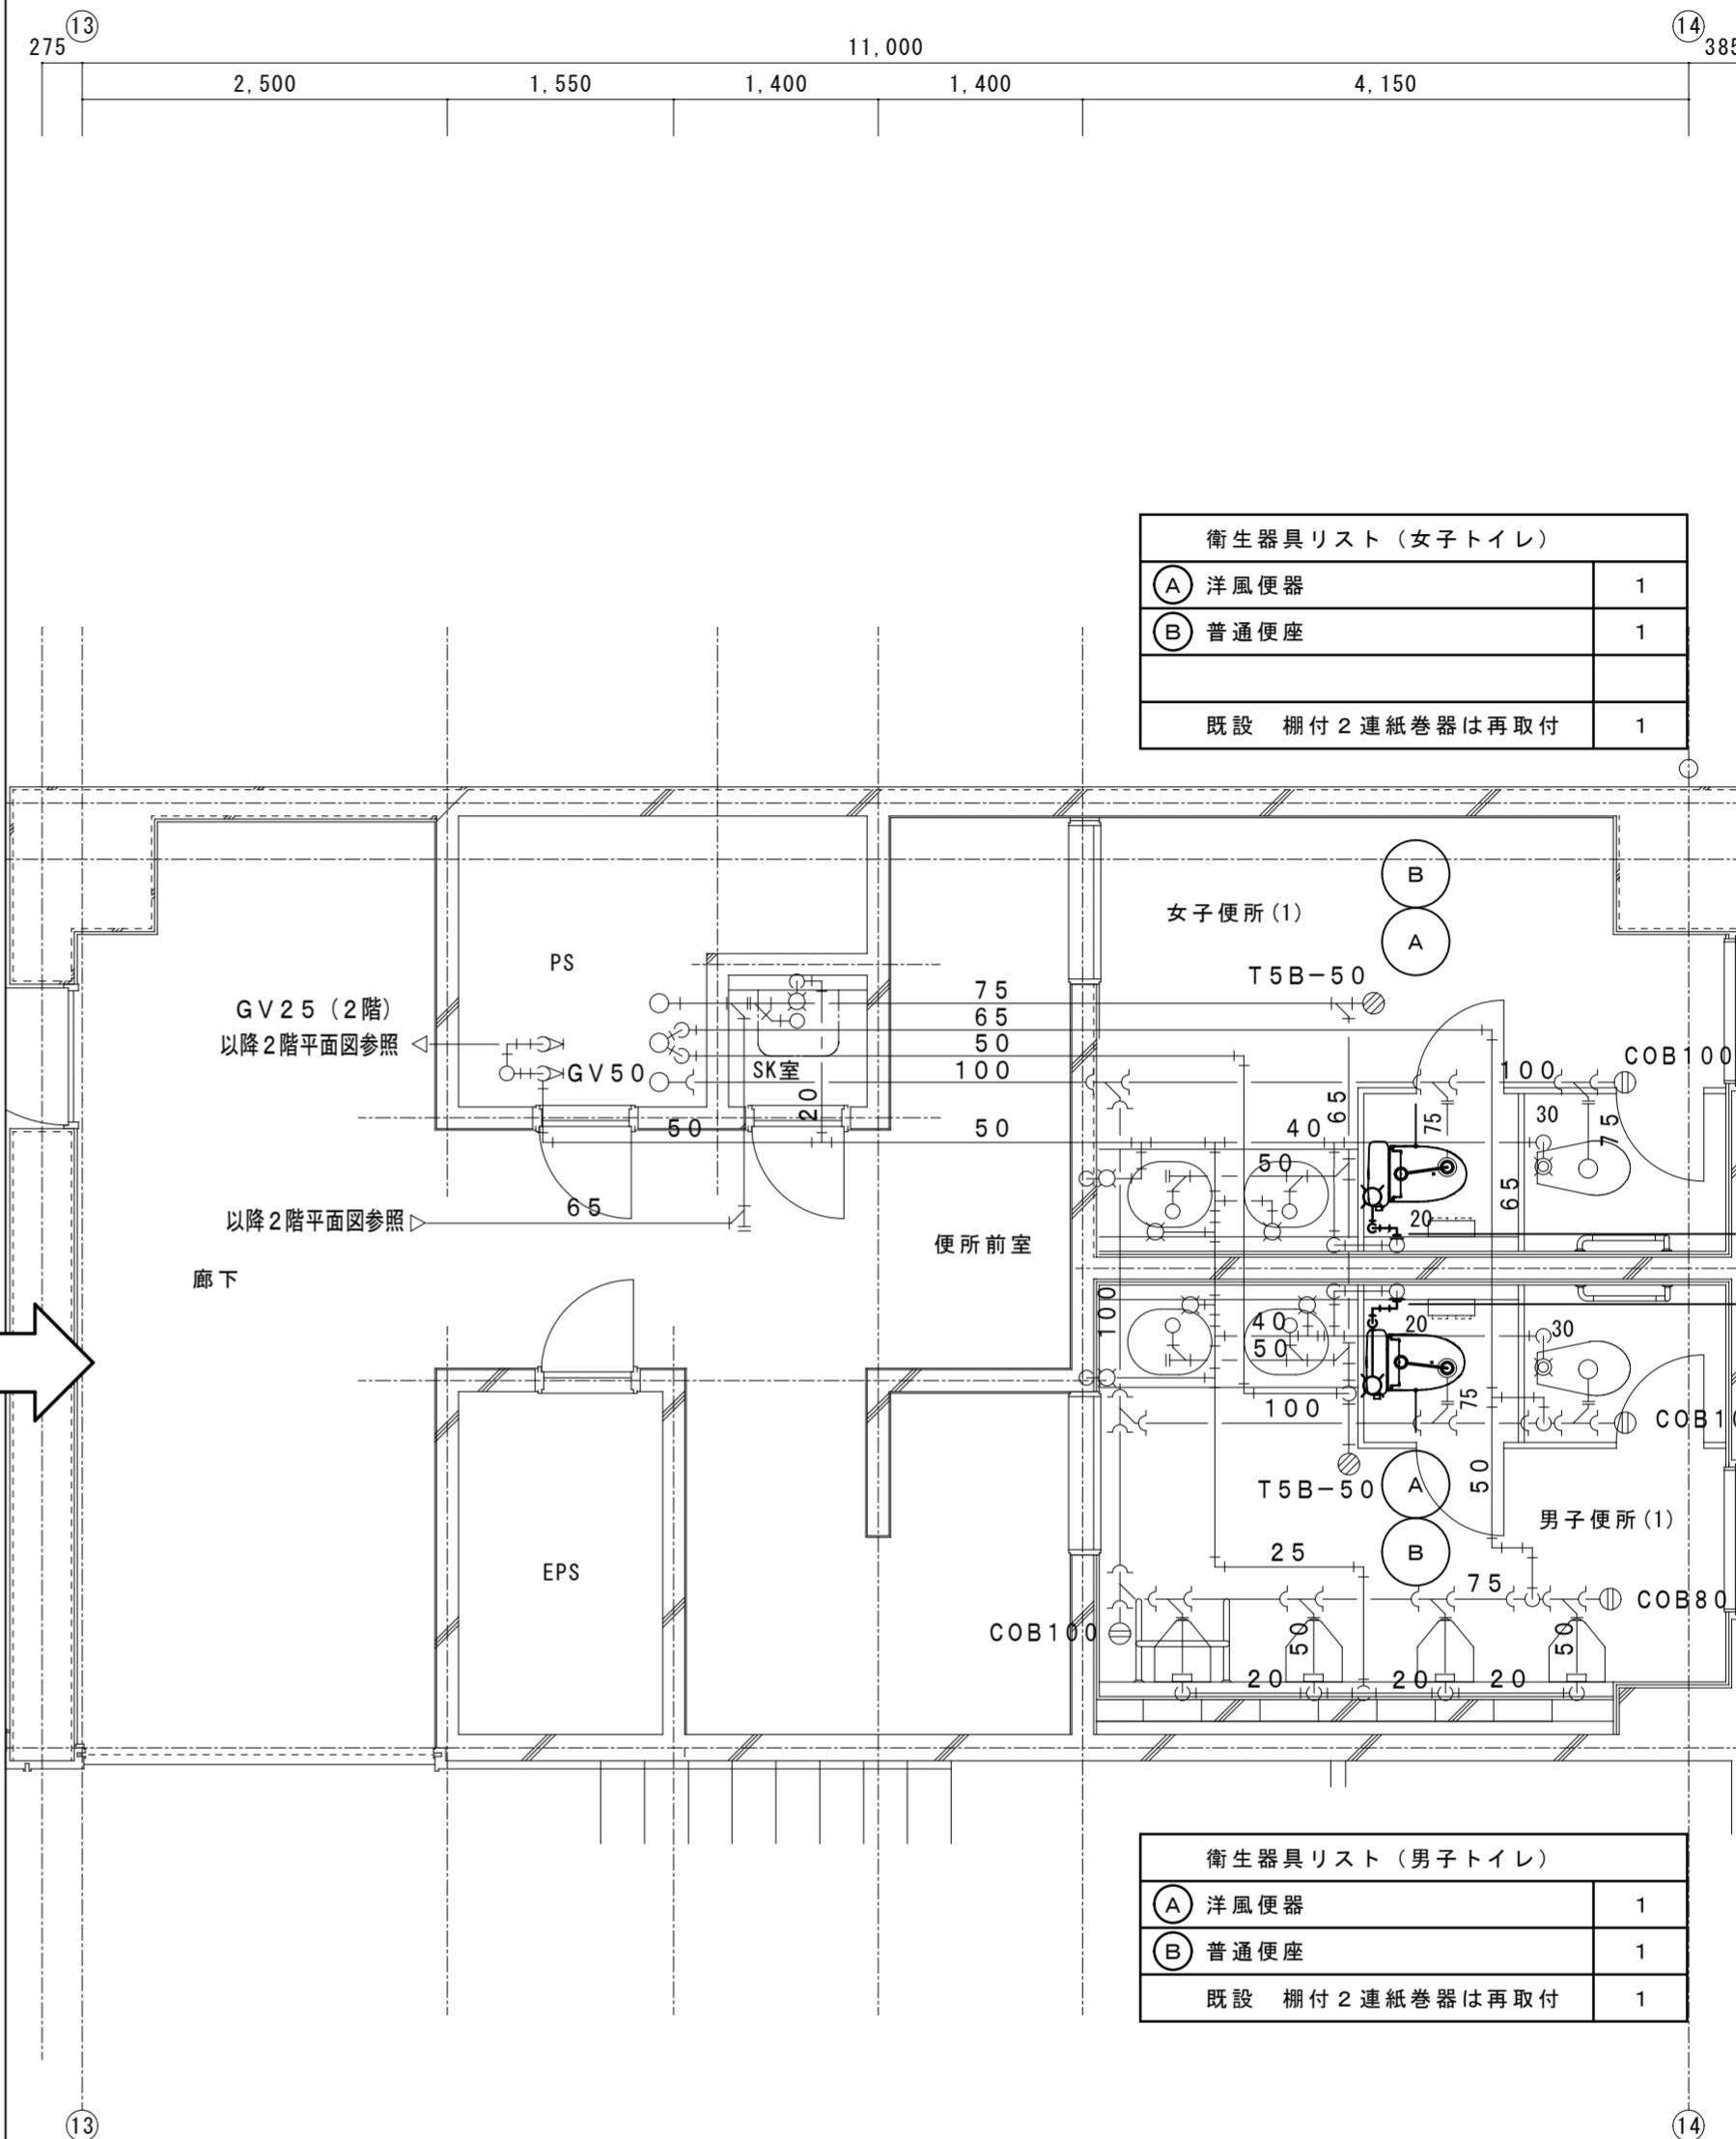 13 14
275 11,000 385
2,500 1,550 1,400 1,400 4,150
衛生器具リスト（女子トイレ）
A 洋風便器 1
B 普通便座 1
既設 棚付２連紙巻器は再取付 1
B
女子便所(1)
A
PS
T5B-50
75
GV25（2階）
65
以降２階平面図参照
50
COB100
GV50
SK室
100
100
20
65
75
30
75
50
50
40
50
65
65
20
以降２階平面図参照
便所前室
廊下
100
40
20
30
50
75
100
50
T5B-50
A
男子便所(1)
25
B
EPS
75
COB80
COB100
50
50
20
20
20
衛生器具リスト（男子トイレ）
A 洋風便器 1
B 普通便座 1
既設 棚付２連紙巻器は再取付 1
13 14